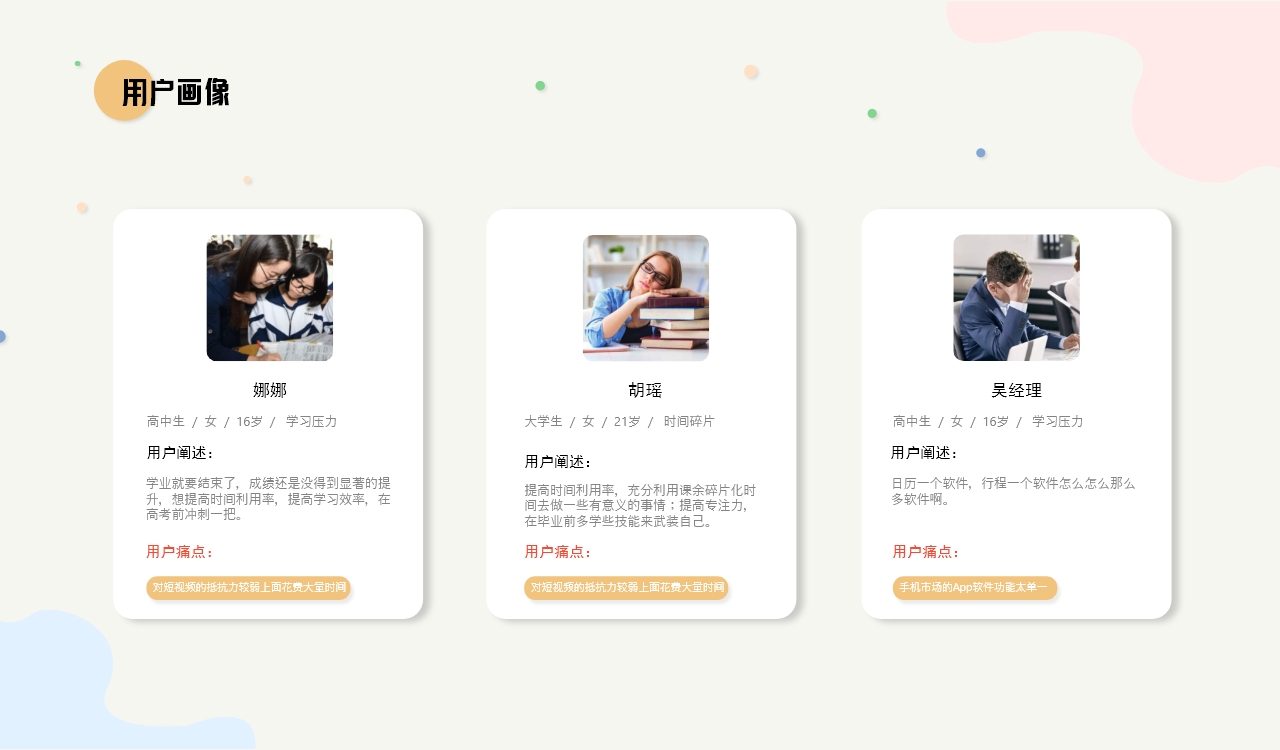 用户画像
娜娜
高中生 / 女 / 16岁 / 学习压力
用户阐述：
学业就要结束了，成绩还是没得到显著的提
升，想提高时间利用率，提高学习效率，在
高考前冲刺一把。
用户痛点：
对短视频的抵抗力较弱上面花费大量时间
胡瑶
大学生 / 女 / 21岁 / 时间碎片
用户阐述：
提高时间利用率，充分利用课余碎片化时
间去做一些有意义的事情；提高专注力，
在毕业前多学些技能来武装自己。
用户痛点：
对短视频的抵抗力较弱上面花费大量时间
吴经理
高中生 / 女 / 16岁 / 学习压力
用户阐述：
日历一个软件，行程一个软件怎么怎么那么
多软件啊。
用户痛点：
手机市场的App软件功能太单一